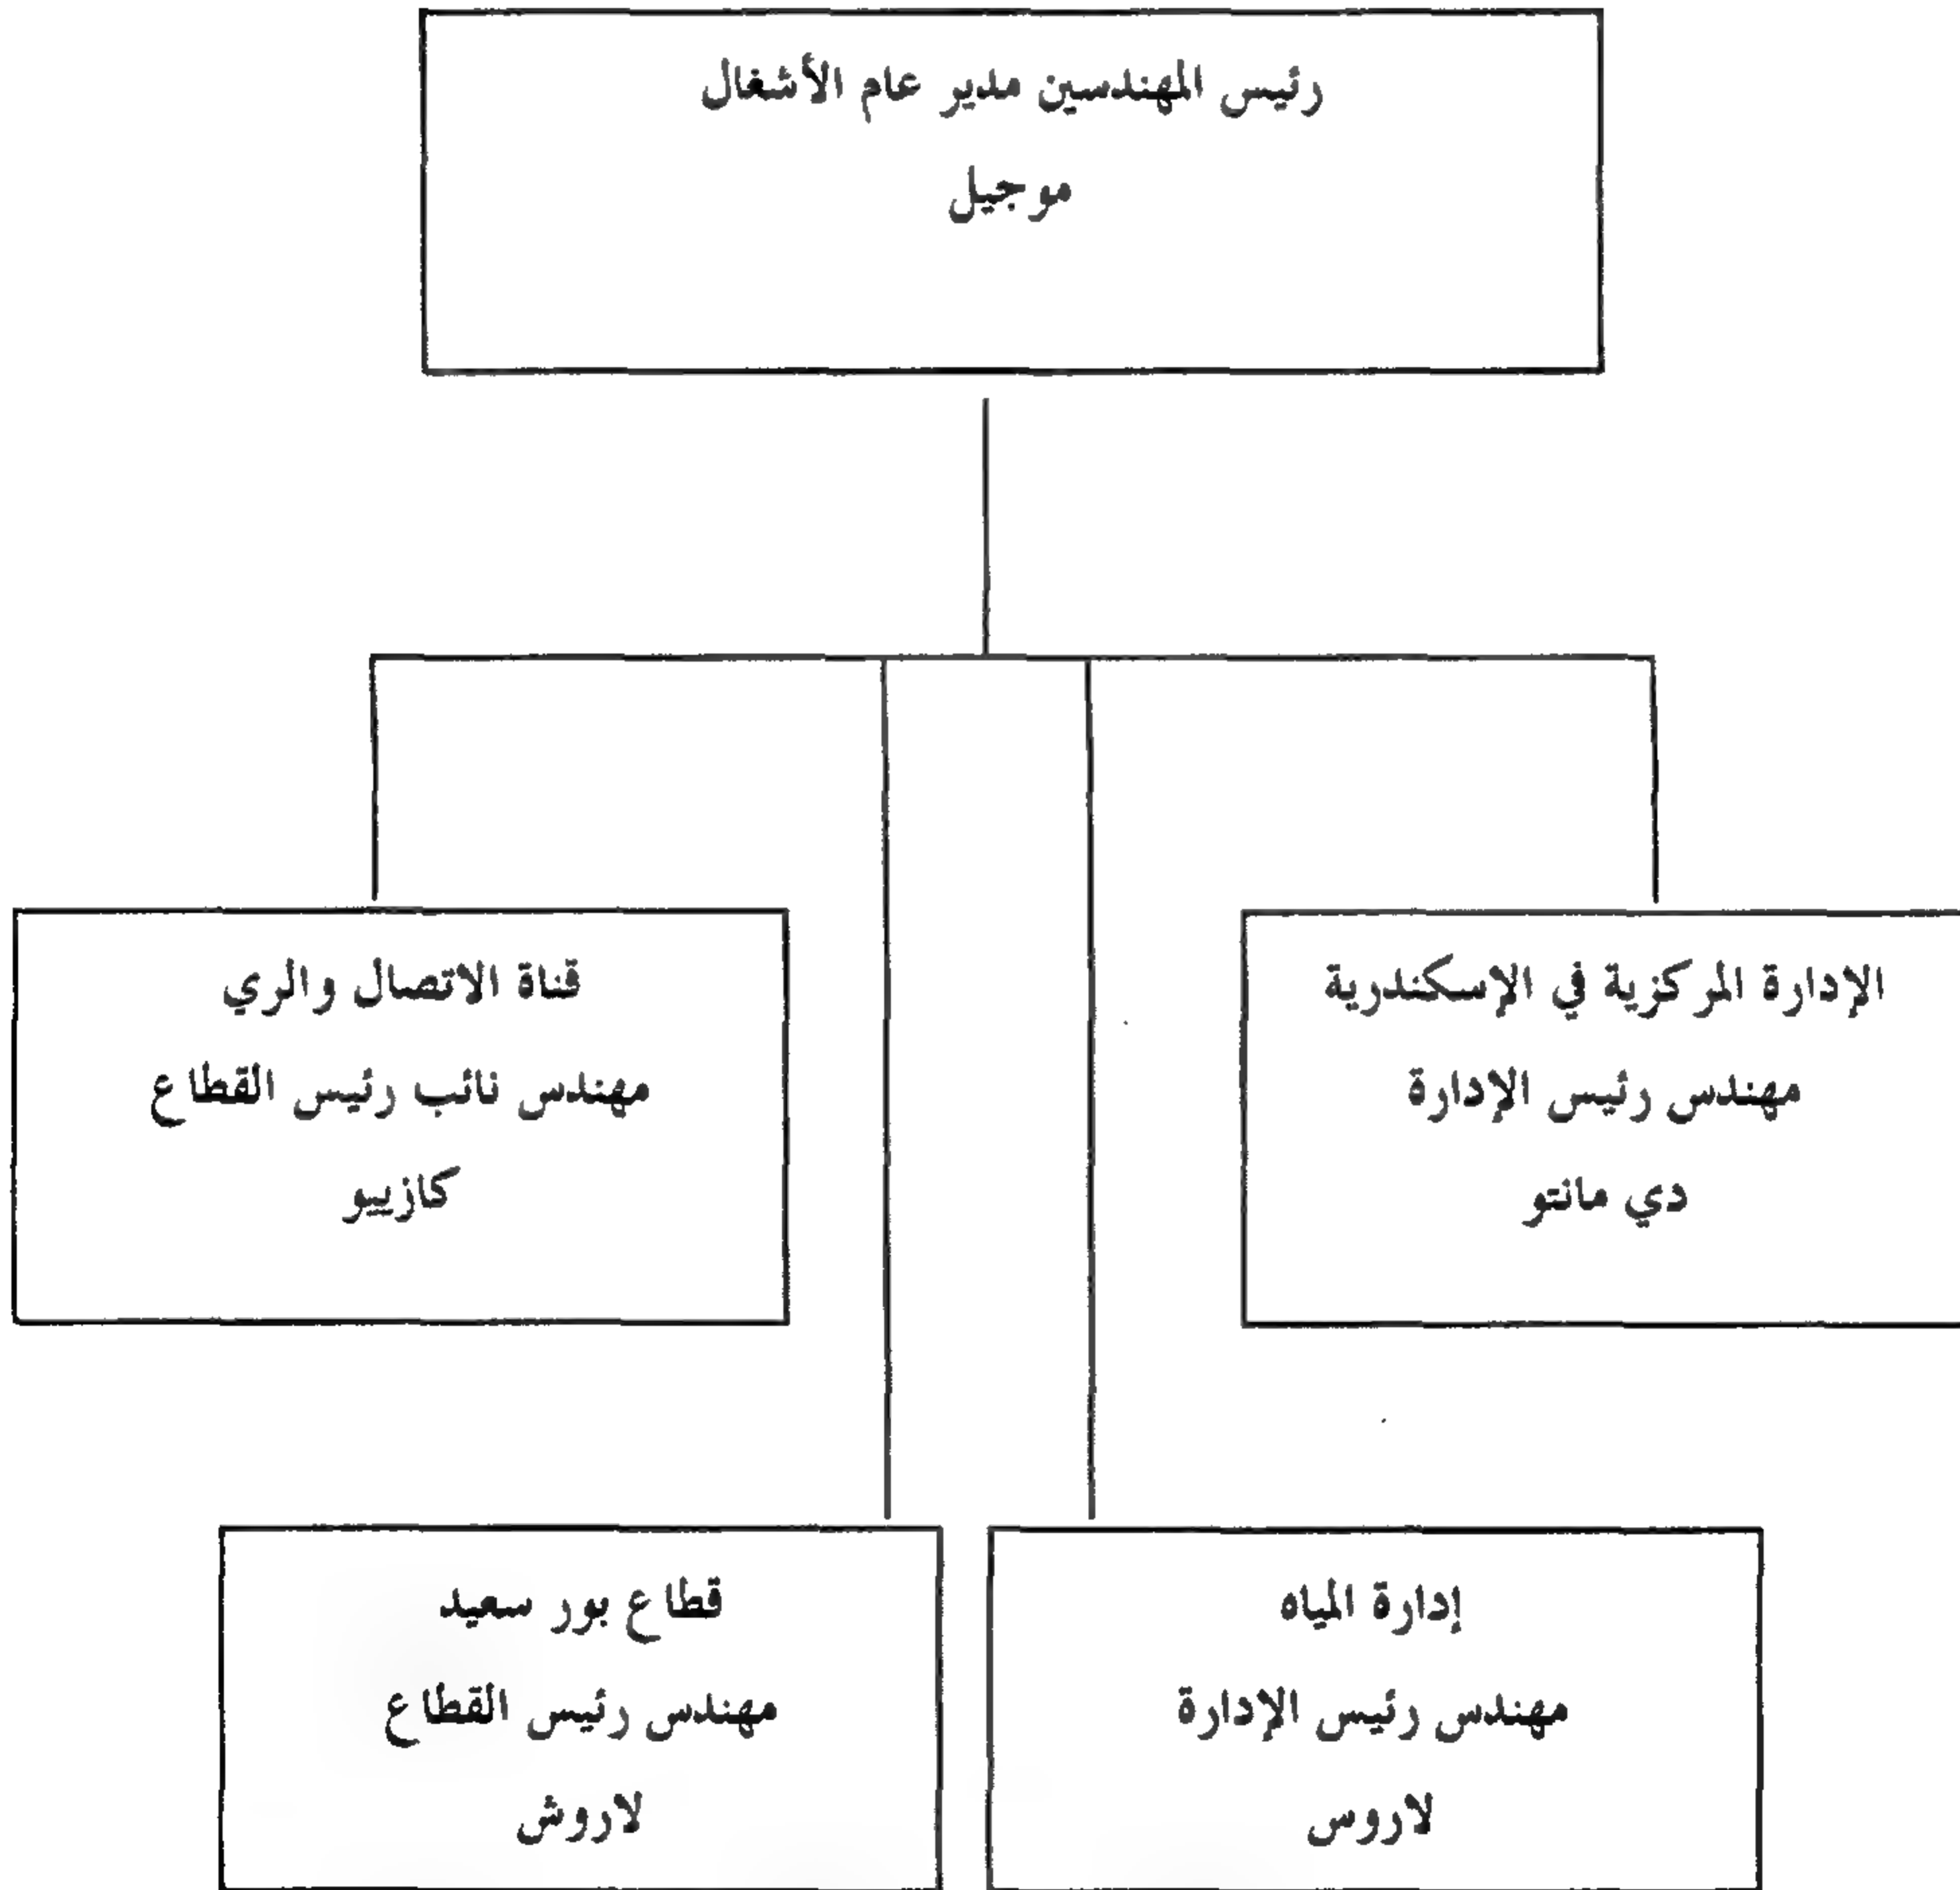 رئيس المهندسين مدير عام الأشغال
موجيل
الإدارة المركزية في الإسكندرية
مهندس رئيس الإدارة
دي مانتو
قناة الاتصال والري
مهندس نائب رئيس القطاع
كازييو
إدارة المياه
مهندس رئيس الإدارة
لاروس
قطاع بور سعيد
مهندس رئيس القطاع
لاروش